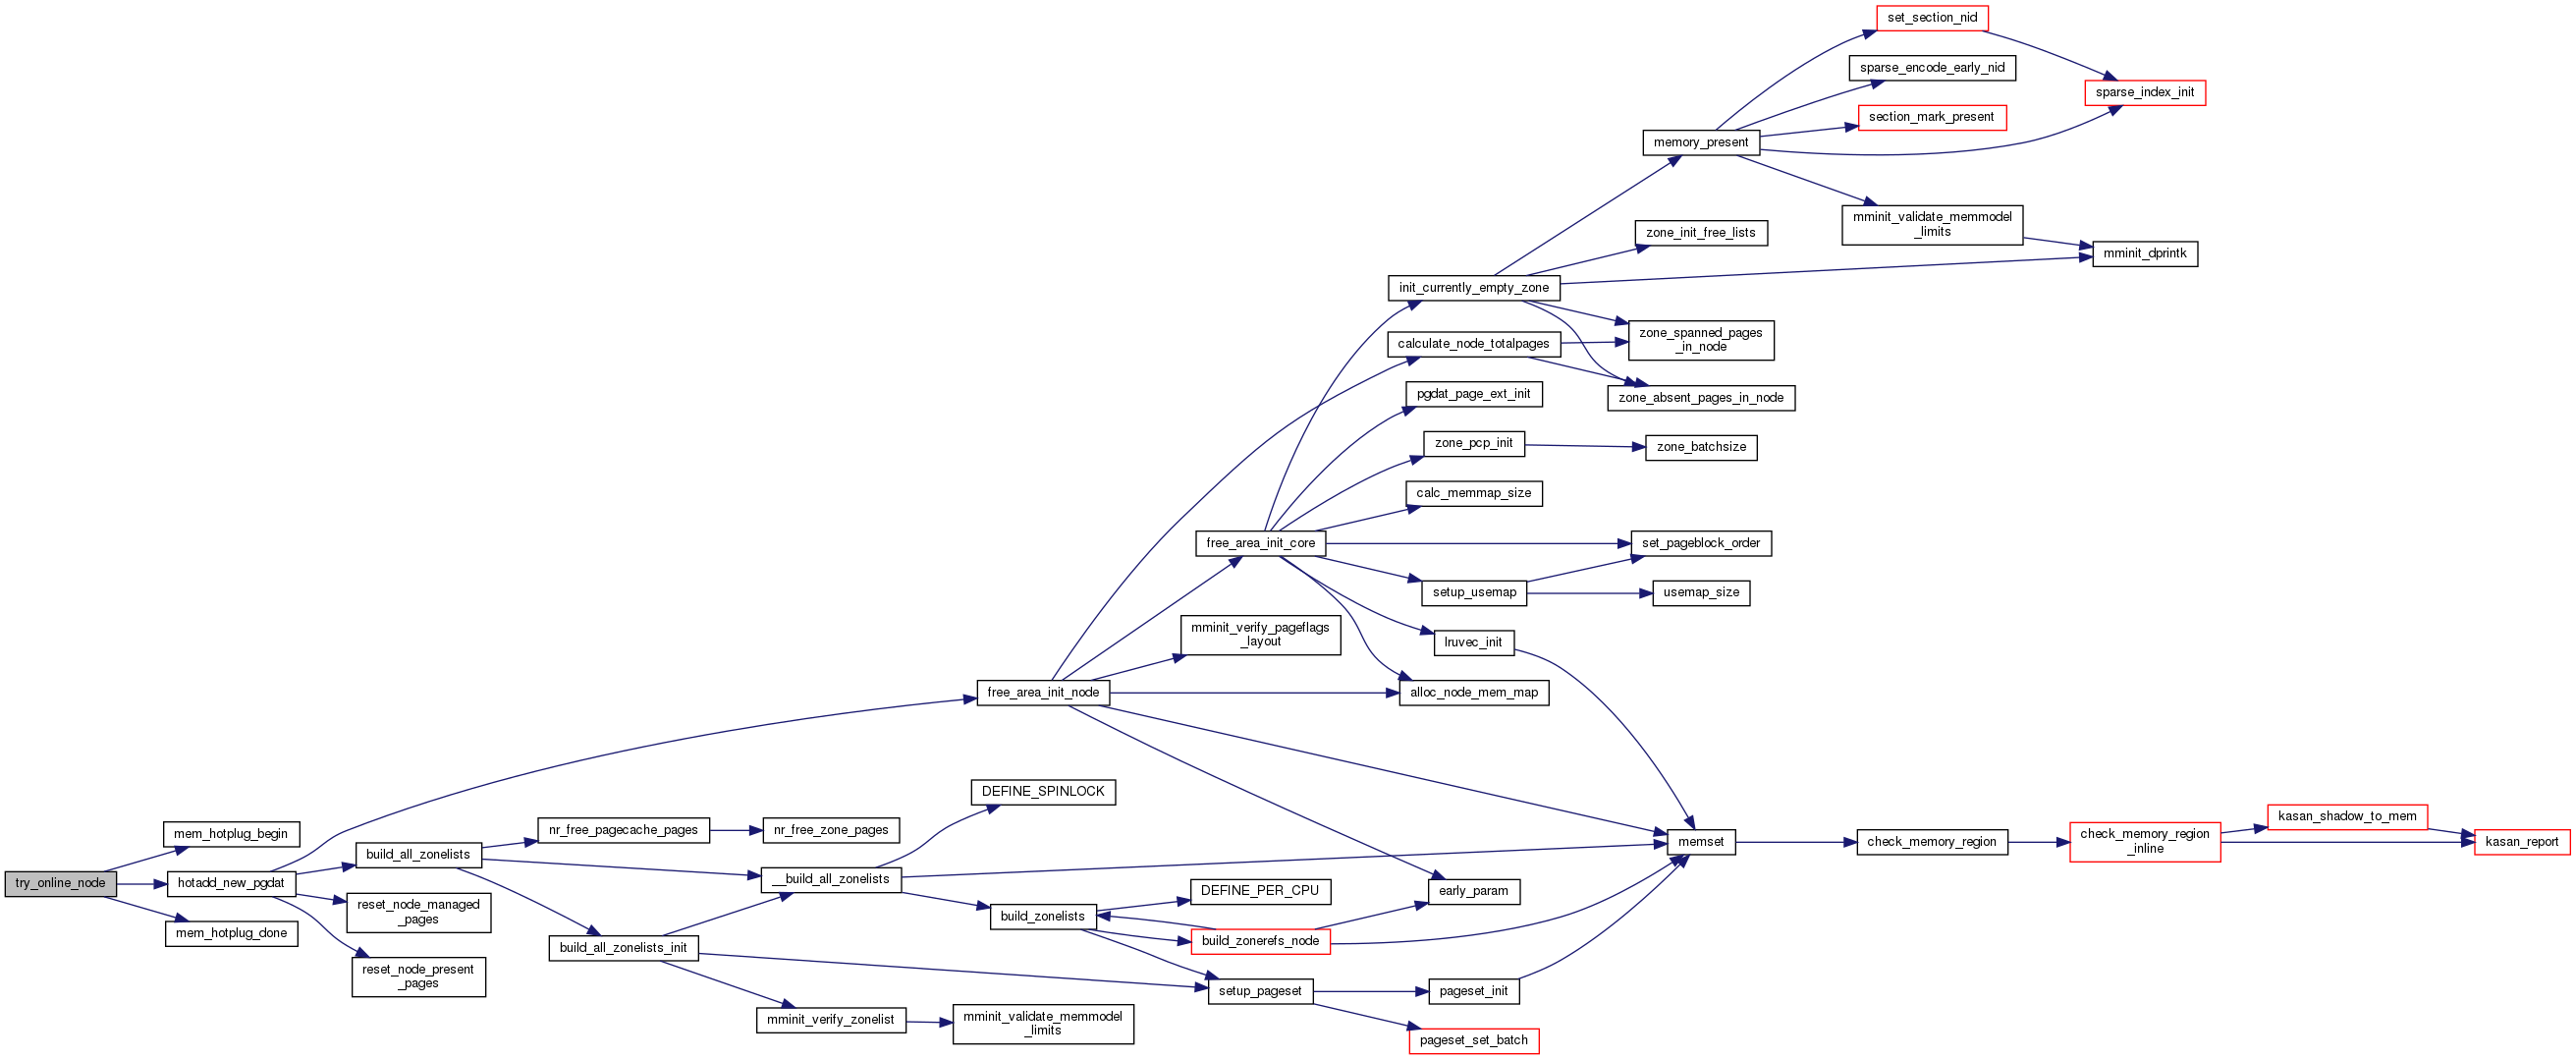 set_section_nid
sparse_encode_early_nid
sparse_index_init
section_mark_present
memory_present
mminit_validate_memmodel
_limits
zone_init_free_lists
mminit_dprintk
init_currently_empty_zone
zone_spanned_pages
_in_node
calculate_node_totalpages
pgdat_page_ext_init
zone_absent_pages_in_node
zone_pcp_init
zone_batchsize
calc_memmap_size
free_area_init_core
set_pageblock_order
setup_usemap
usemap_size
mminit_verify_pageflags
_layout
lruvec_init
free_area_init_node
alloc_node_mem_map
DEFINE_SPINLOCK
mem_hotplug_begin
nr_free_pagecache_pages
nr_free_zone_pages
kasan_shadow_to_mem
build_all_zonelists
memset
check_memory_region
check_memory_region
_inline
kasan_report
try_online_node
hotadd_new_pgdat
__build_all_zonelists
DEFINE_PER_CPU
early_param
reset_node_managed
_pages
build_zonelists
mem_hotplug_done
build_all_zonelists_init
build_zonerefs_node
reset_node_present
_pages
setup_pageset
pageset_init
mminit_verify_zonelist
mminit_validate_memmodel
_limits
pageset_set_batch